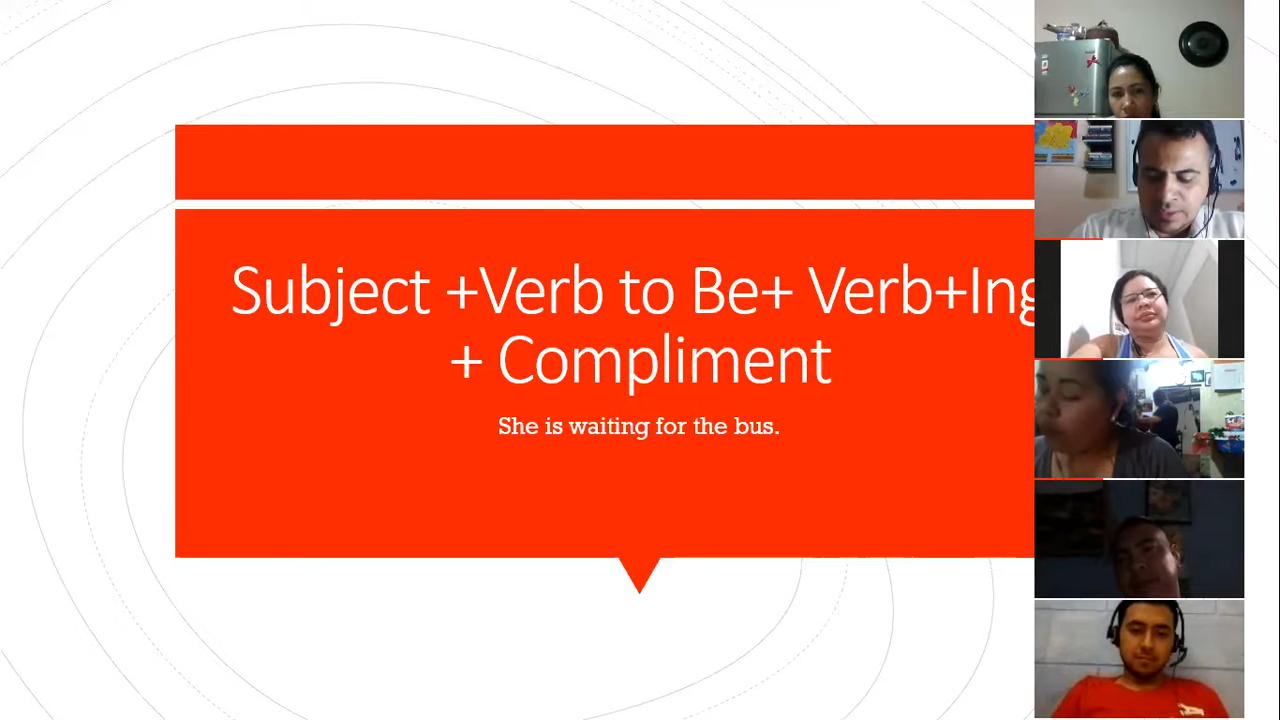 Subject +Verb to Be+ Verb+Ing
+ Compliment
She is waiting for the bus.